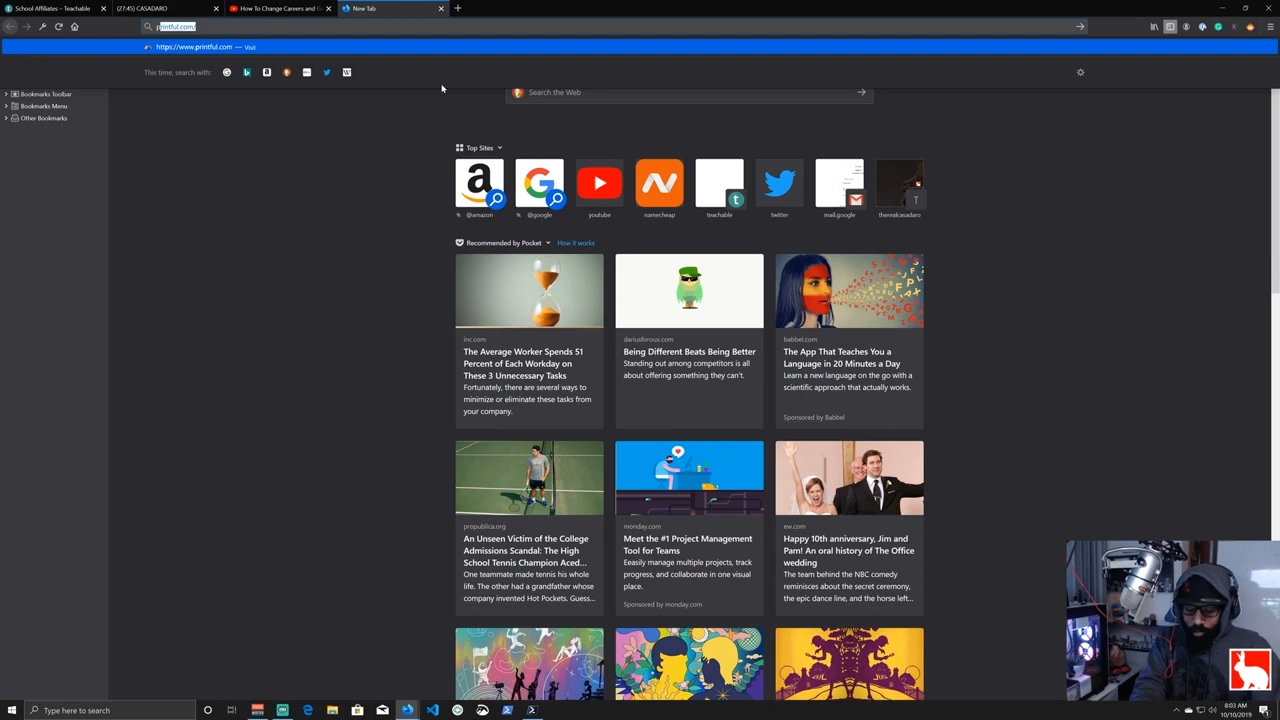 School Affiliates – Teachable
(27:45) CASADARO
How To Change Careers and G
New Tab
printful.com/
https://www.printful.com — Visit
This time, search with:
Bookmarks Toolbar
Bookmarks Menu
Other Bookmarks
Search the Web
Top Sites
@amazon
@google
youtube
namecheap
teachable
twitter
mail.google
therealcasadaro
Recommended by Pocket
How it works
inc.com
The Average Worker Spends 51
Percent of Each Workday on
These 3 Unnecessary Tasks
Fortunately, there are several ways to
minimize or eliminate these tasks from
your company.
dariusforoux.com
Being Different Beats Being Better
Standing out among competitors is all
about offering something they can't.
babbel.com
The App That Teaches You a
Language in 20 Minutes a Day
Learn a new language on the go with a
scientific approach that actually works.
Sponsored by Babbel
propublica.org
An Unseen Victim of the College
Admissions Scandal: The High
School Tennis Champion Aced...
One teammate made tennis his whole
life. The other had a grandfather whose
company invented Hot Pockets. Guess...
monday.com
Meet the #1 Project Management
Tool for Teams
Easily manage multiple projects, track
progress, and collaborate in one visual
place.
Sponsored by monday.com
ew.com
Happy 10th anniversary, Jim and
Pam! An oral history of The Office
wedding
The team behind the NBC comedy
reminisces about the secret ceremony,
the epic dance line, and the horse left...
Type here to search
8:03 AM
10/10/2019